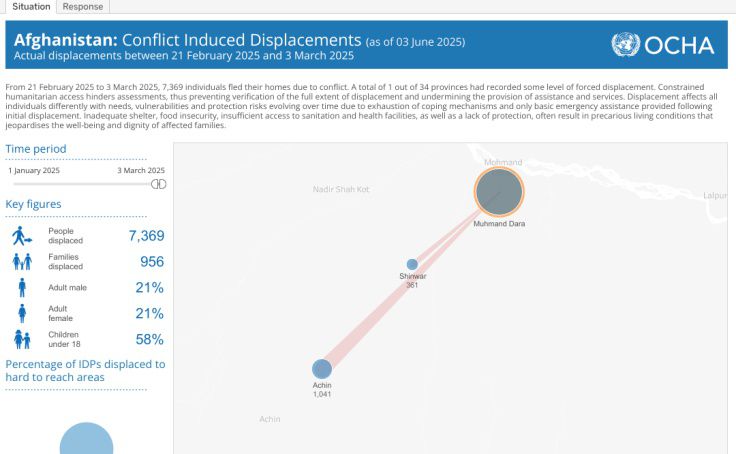 Situation
Response
Afghanistan: Conflict Induced Displacements (as of 03 June 2025)
Actual displacements between 21 February 2025 and 3 March 2025
OCHA
From 21 February 2025 to 3 March 2025, 7,369 individuals fled their homes due to conflict. A total of 1 out of 34 provinces had recorded some level of forced displacement. Constrained
humanitarian access hinders assessments, thus preventing verification of the full extent of displacement and undermining the provision of assistance and services. Displacement affects all
individuals differently with needs, vulnerabilities and protection risks evolving over time due to exhaustion of coping mechanisms and only basic emergency assistance provided following
initial displacement. Inadequate shelter, food insecurity, insufficient access to sanitation and health facilities, as well as a lack of protection, often result in precarious living conditions that
jeopardises the well-being and dignity of affected families.
Time period
1 January 2025
3 March 2025
Key figures
People
displaced
7,369
Families
displaced
956
Adult male
21%
Adult
female
21%
Children
under 18
58%
Percentage of IDPs displaced to
hard to reach areas
Mohmand
Nadir Shah Kot
Lalpur
Muhmand Dara
Shinwar
361
Achin
1,041
Achin